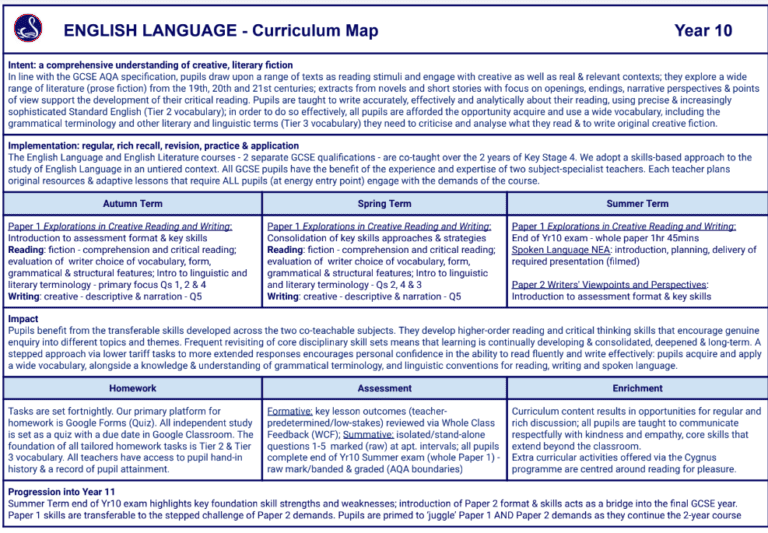 ENGLISH LANGUAGE - Curriculum Map
Year 10
Intent: a comprehensive understanding of creative, literary fiction
In line with the GCSE AQA specification, pupils draw upon a range of texts as reading stimuli and engage with creative as well as real & relevant contexts; they explore a wide
range of literature (prose fiction) from the 19th, 20th and 21st centuries; extracts from novels and short stories with focus on openings, endings, narrative perspectives & points
of view support the development of their critical reading. Pupils are taught to write accurately, effectively and analytically about their reading, using precise & increasingly
sophisticated Standard English (Tier 2 vocabulary); in order to do so effectively, all pupils are afforded the opportunity acquire and use a wide vocabulary, including the
grammatical terminology and other literary and linguistic terms (Tier 3 vocabulary) they need to criticise and analyse what they read & to write original creative fiction.
Implementation: regular, rich recall, revision, practice & application
The English Language and English Literature courses - 2 separate GCSE qualifications - are co-taught over the 2 years of Key Stage 4. We adopt a skills-based approach to the
study of English Language in an untiered context. All GCSE pupils have the benefit of the experience and expertise of two subject-specialist teachers. Each teacher plans
original resources & adaptive lessons that require ALL pupils (at energy entry point) engage with the demands of the course.
Autumn Term
Paper 1 Explorations in Creative Reading and Writing:
Introduction to assessment format & key skills
Reading: fiction - comprehension and critical reading;
evaluation of writer choice of vocabulary, form,
grammatical & structural features; Intro to linguistic and
literary terminology - primary focus Qs 1, 2 & 4
Writing: creative - descriptive & narration - Q5
Spring Term
Paper 1 Explorations in Creative Reading and Writing:
Consolidation of key skills approaches & strategies
Reading: fiction - comprehension and critical reading;
evaluation of writer choice of vocabulary, form,
grammatical & structural features; Intro to linguistic
and literary terminology - Qs 2, 4 & 3
Writing: creative - descriptive & narration - Q5
Summer Term
Paper 1 Explorations in Creative Reading and Writing:
End of Yr10 exam - whole paper 1hr 45mins
Spoken Language NEA: introduction, planning, delivery of
required presentation (filmed)
Paper 2 Writers' Viewpoints and Perspectives:
Introduction to assessment format & key skills
Impact
Pupils benefit from the transferable skills developed across the two co-teachable subjects. They develop higher-order reading and critical thinking skills that encourage genuine
enquiry into different topics and themes. Frequent revisiting of core disciplinary skill sets means that learning is continually developing & consolidated, deepened & long-term. A
stepped approach via lower tariff tasks to more extended responses encourages personal confidence in the ability to read fluently and write effectively: pupils acquire and apply
a wide vocabulary, alongside a knowledge & understanding of grammatical terminology, and linguistic conventions for reading, writing and spoken language.
Homework
Tasks are set fortnightly. Our primary platform for
homework is Google Forms (Quiz). All independent study
is set as a quiz with a due date in Google Classroom. The
foundation of all tailored homework tasks is Tier 2 & Tier
3 vocabulary. All teachers have access to pupil hand-in
history & a record of pupil attainment.
Assessment
Formative: key lesson outcomes (teacher-
predetermined/low-stakes) reviewed via Whole Class
Feedback (WCF); Summative: isolated/stand-alone
questions 1-5 marked (raw) at apt. intervals; all pupils
complete end of Yr10 Summer exam (whole Paper 1) -
raw mark/banded & graded (AQA boundaries)
Enrichment
Curriculum content results in opportunities for regular and
rich discussion; all pupils are taught to communicate
respectfully with kindness and empathy, core skills that
extend beyond the classroom.
Extra curricular activities offered via the Cygnus
programme are centred around reading for pleasure.
Progression into Year 11
Summer Term end of Yr10 exam highlights key foundation skill strengths and weaknesses; introduction of Paper 2 format & skills acts as a bridge into the final GCSE year.
Paper 1 skills are transferable to the stepped challenge of Paper 2 demands. Pupils are primed to 'juggle' Paper 1 AND Paper 2 demands as they continue the 2-year course